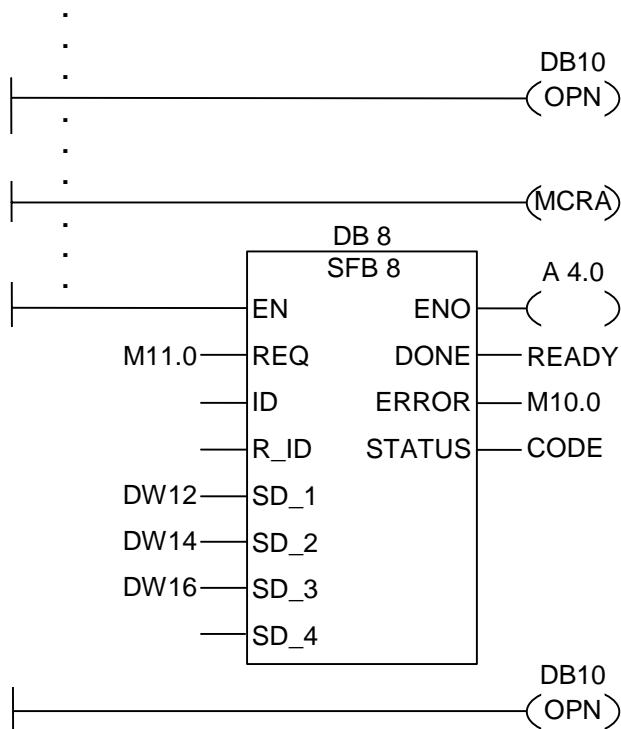 DB10
(OPN)
(MCRA)
DB 8
SFB 8
A 4.0
EN ENO ( )
M11.0 REQ DONE READY
ID ERROR M10.0
R_ID STATUS CODE
DW12 SD_1
DW14 SD_2
DW16 SD_3
SD_4
DB10
(OPN)